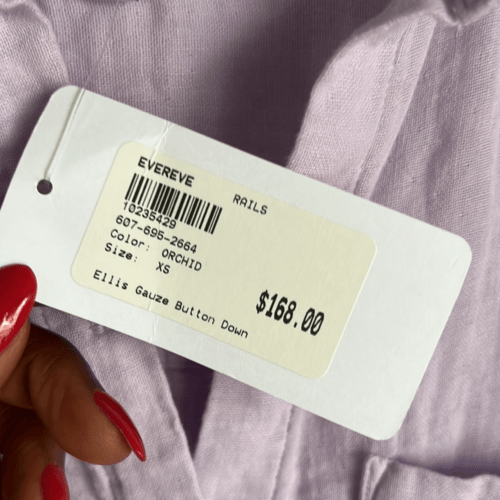 EVEREVE
RAILS
10235429
607-695-2664
Color: ORCHID
Size: XS
Ellis Gauze Button Down
$168.00